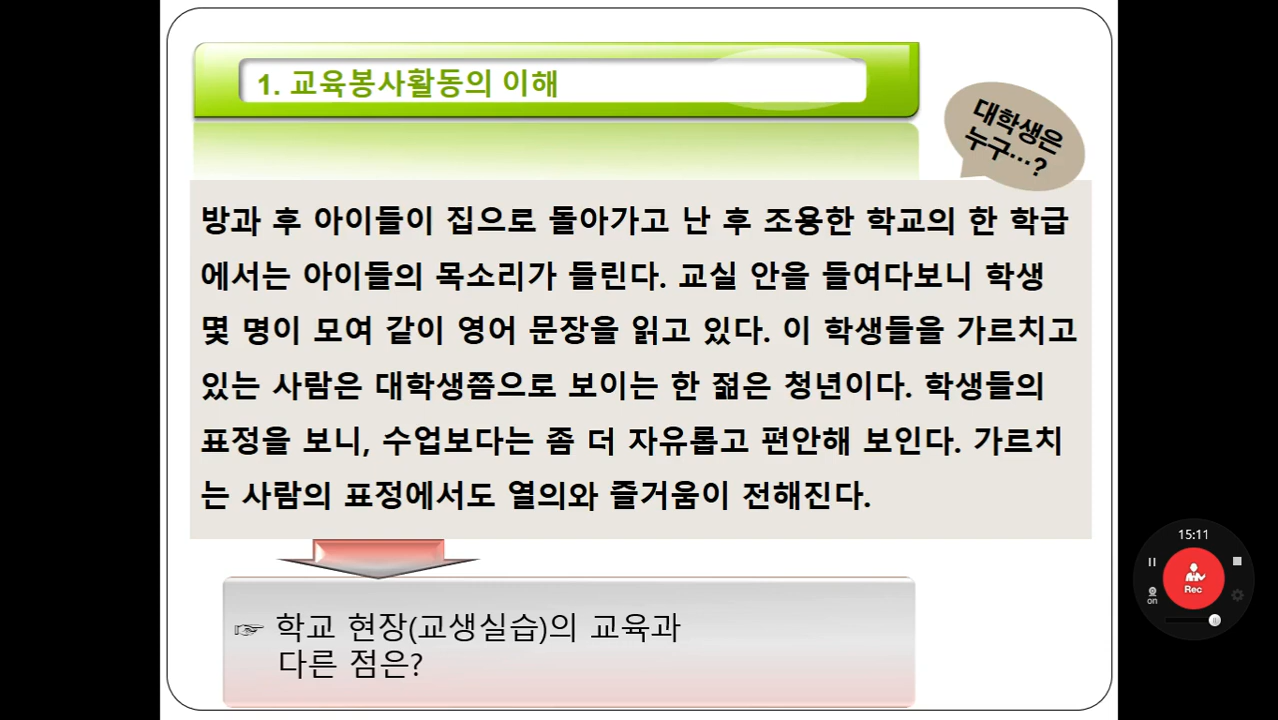 1. 교육봉사활동의 이해
대학생은
누구…?
방과 후 아이들이 집으로 돌아가고 난 후 조용한 학교의 한 학급
에서는 아이들의 목소리가 들린다. 교실 안을 들여다보니 학생
몇 명이 모여 같이 영어 문장을 읽고 있다. 이 학생들을 가르치고
있는 사람은 대학생쯤으로 보이는 한 젊은 청년이다. 학생들의
표정을 보니, 수업보다는 좀 더 자유롭고 편안해 보인다. 가르치
는 사람의 표정에서도 열의와 즐거움이 전해진다.
☞ 학교 현장(교생실습)의 교육과
다른 점은?
15:11
Rec
on